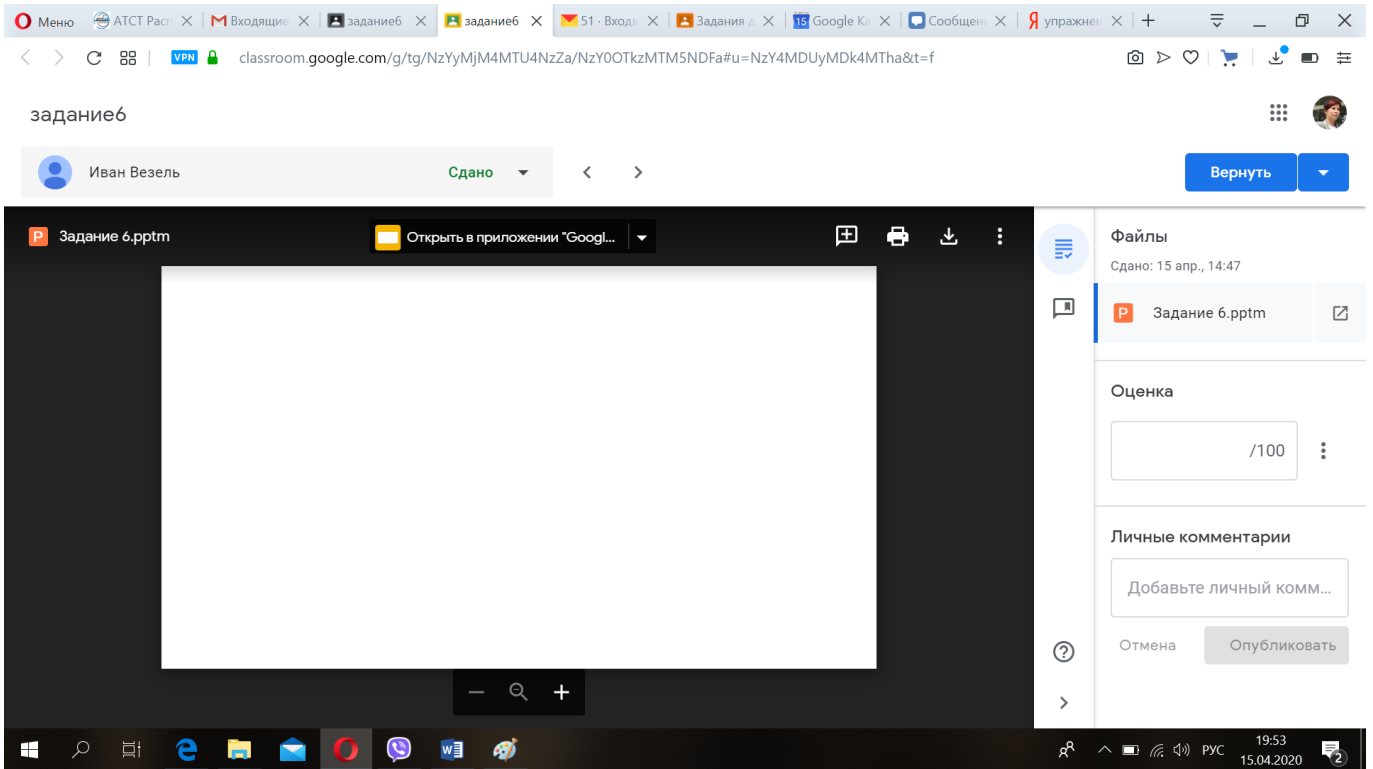 Меню АТСТ Расп Входящие задание6 задание6 51 · Входя Задания д 15 Google Ка Сообщени упражнен
VPN classroom.google.com/g/tg/NzYyMjM4MTU4NzZa/NzY0OTkzMTM5NDFa#u=NzY4MDUyMDk4MTha&t=f
задание6
Иван Везель Сдано Вернуть
P Задание 6.pptm Открыть в приложении "Googl...
Файлы
Сдано: 15 апр., 14:47
P Задание 6.pptm
Оценка
/100
Личные комментарии
Добавьте личный комм...
Отмена Опубликовать
РУС 19:53
15.04.2020 2